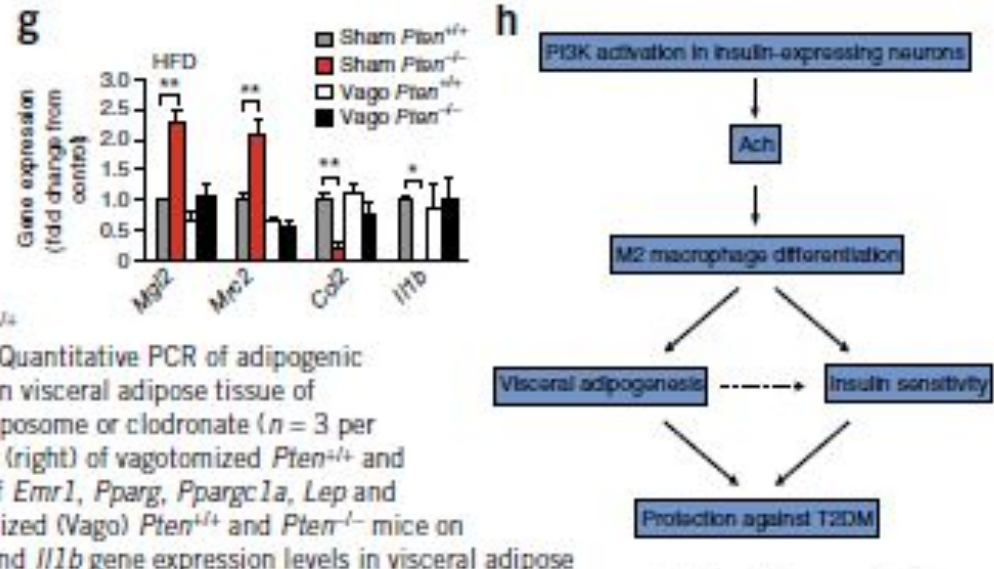 g
HFD
Sham Pten+/+
Sham Pten−/−
Vago Pten+/+
Vago Pten−/−
Gene expression
(fold change from
control)
3.0
2.5
2.0
1.5
1.0
0.5
0
**
**
**
*
Mgl2
Mrc2
Col2
Il1b
h
PI3K activation in insulin-expressing neurons
Ach
M2 macrophage differentiation
Visceral adipogenesis
Insulin sensitivity
Protection against T2DM
+/+
Quantitative PCR of adipogenic
n visceral adipose tissue of
posome or clodronate (n = 3 per
(right) of vagotomized Pten+/+ and
f Emr1, Pparg, Ppargc1a, Lep and
ized (Vago) Pten+/+ and Pten−/− mice on
nd Il1b gene expression levels in visceral adipose